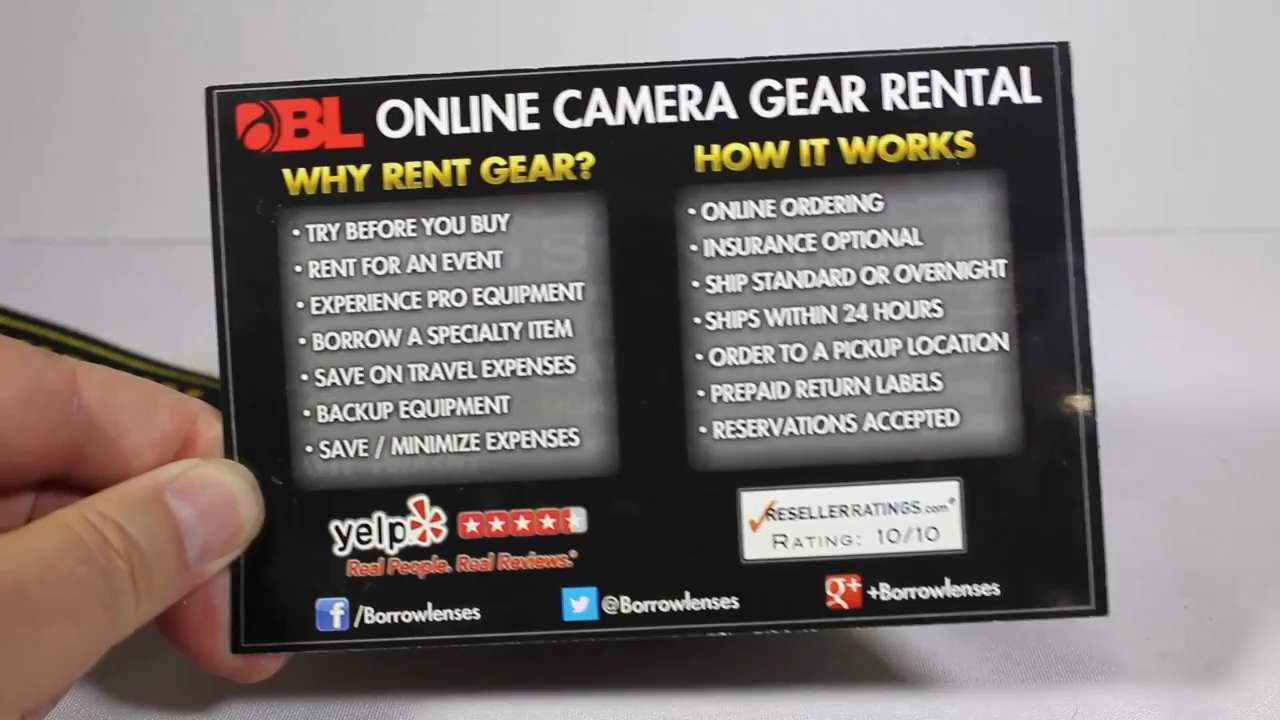 BL ONLINE CAMERA GEAR RENTAL
WHY RENT GEAR?
• TRY BEFORE YOU BUY
• RENT FOR AN EVENT
• EXPERIENCE PRO EQUIPMENT
• BORROW A SPECIALTY ITEM
• SAVE ON TRAVEL EXPENSES
• BACKUP EQUIPMENT
• SAVE / MINIMIZE EXPENSES
HOW IT WORKS
• ONLINE ORDERING
• INSURANCE OPTIONAL
• SHIP STANDARD OR OVERNIGHT
• SHIPS WITHIN 24 HOURS
• ORDER TO A PICKUP LOCATION
• PREPAID RETURN LABELS
• RESERVATIONS ACCEPTED
yelp
Real People. Real Reviews.®
RESELLERRATINGS.com®
RATING: 10/10
f /Borrowlenses
@Borrowlenses
g+ +Borrowlenses